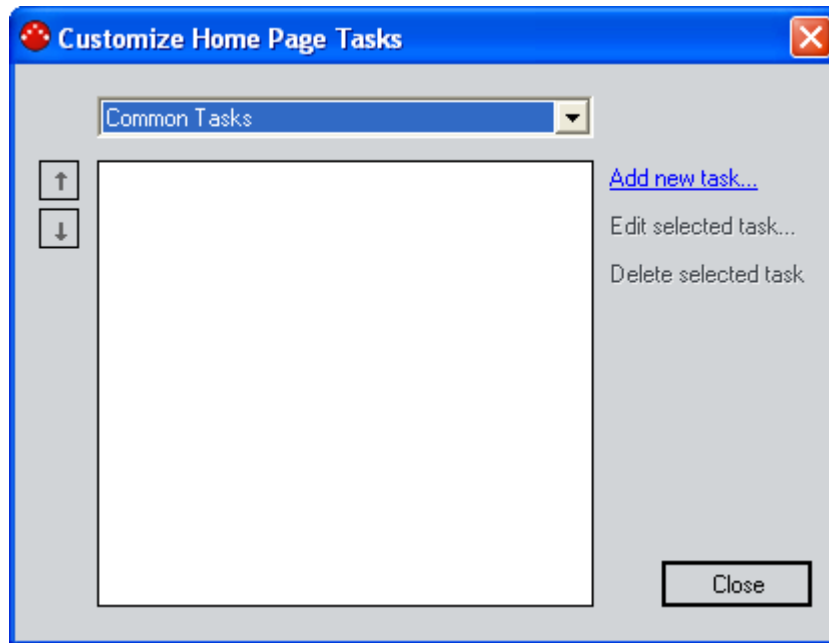 Customize Home Page Tasks
Common Tasks
Add new task...
Edit selected task...
Delete selected task
Close